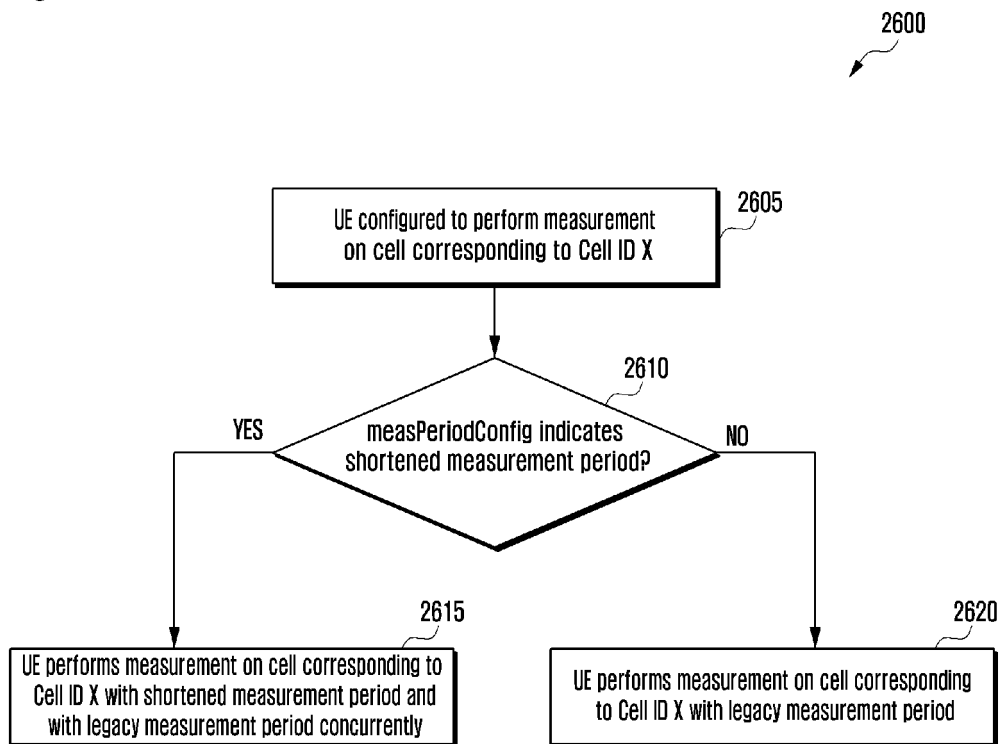 2600
UE configured to perform measurement
on cell corresponding to Cell ID X
2605
measPeriodConfig indicates
shortened measurement period?
2610
YES
NO
UE performs measurement on cell corresponding to
Cell ID X with shortened measurement period and
with legacy measurement period concurrently
2615
UE performs measurement on cell corresponding
to Cell ID X with legacy measurement period
2620